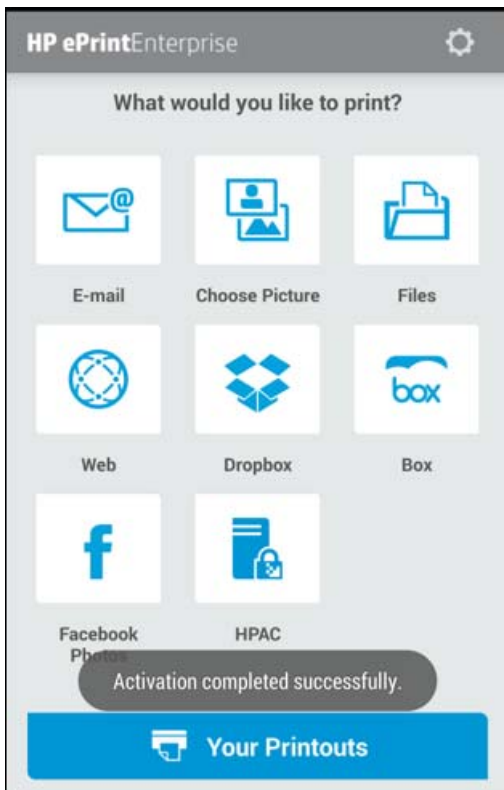 HP ePrintEnterprise
What would you like to print?
@
E-mail
Choose Picture
Files
box
Web
Dropbox
Box
f
Facebook
Photos
HPAC
Activation completed successfully.
Your Printouts